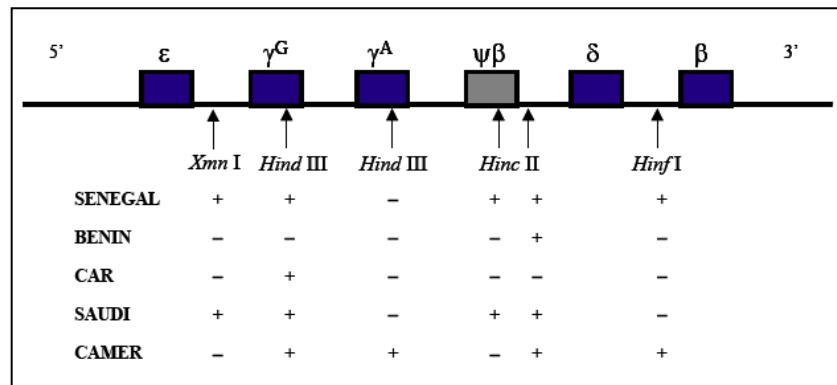 5' ε γᴳ γᴬ ψβ δ β 3'
Xmn I Hind III Hind III Hinc II Hinf I
SENEGAL + + – + + +
BENIN – – – – + –
CAR – + – – – –
SAUDI + + – + + –
CAMER – + + – + +